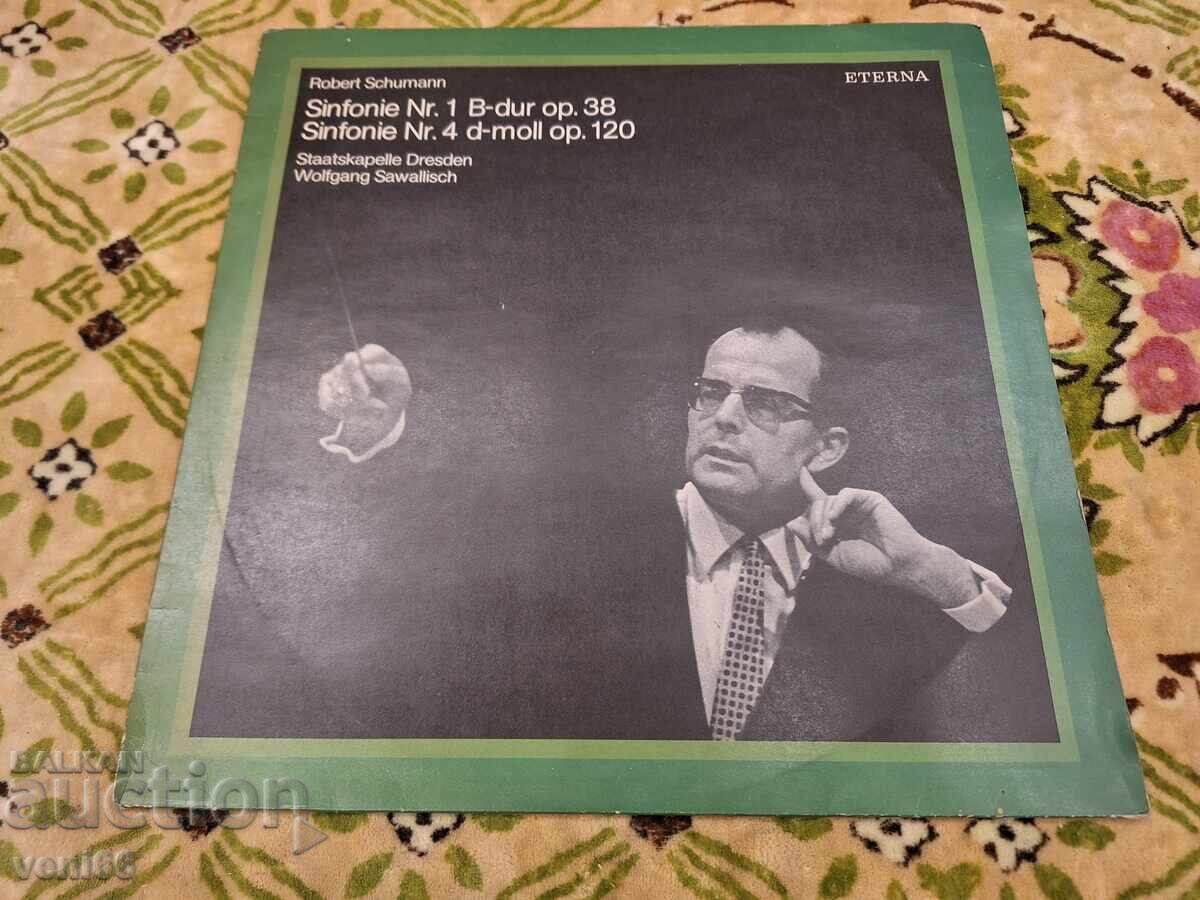 Robert Schumann
ETERNA
Sinfonie Nr. 1 B-dur op. 38
Sinfonie Nr. 4 d-moll op. 120
Staatskapelle Dresden
Wolfgang Sawallisch
BALKAN
auction
veni66